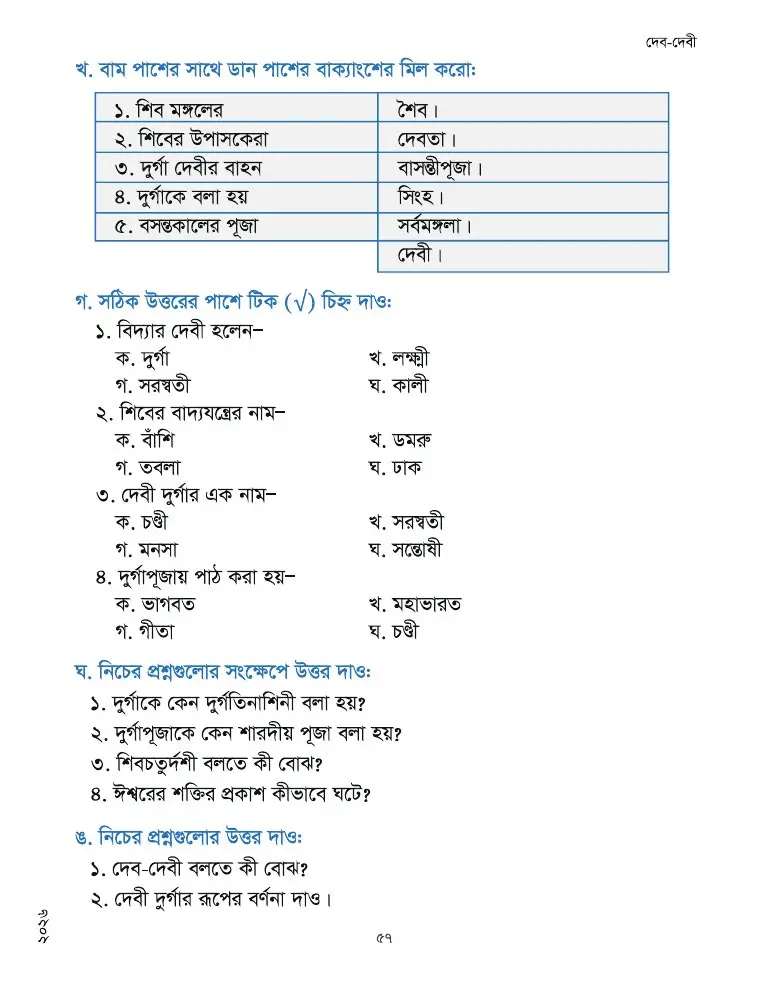 দেব-দেবী
খ. বাম পাশের সাথে ডান পাশের বাক্যাংশের মিল করো:
১. শিব মঙ্গলের শৈব।
২. শিবের উপাসকেরা দেবতা।
৩. দুর্গা দেবীর বাহন বাসন্তীপূজা।
৪. দুর্গাকে বলা হয় সিংহ।
৫. বসন্তকালের পূজা সর্বমঙ্গলা।
দেবী।
গ. সঠিক উত্তরের পাশে টিক (√) চিহ্ন দাও:
১. বিদ্যার দেবী হলেন–
ক. দুর্গা খ. লক্ষ্মী
গ. সরস্বতী ঘ. কালী
২. শিবের বাদ্যযন্ত্রের নাম–
ক. বাঁশি খ. ডমরু
গ. তবলা ঘ. ঢাক
৩. দেবী দুর্গার এক নাম–
ক. চণ্ডী খ. সরস্বতী
গ. মনসা ঘ. সন্তোষী
৪. দুর্গাপূজায় পাঠ করা হয়–
ক. ভাগবত খ. মহাভারত
গ. গীতা ঘ. চণ্ডী
ঘ. নিচের প্রশ্নগুলোর সংক্ষেপে উত্তর দাও:
১. দুর্গাকে কেন দুর্গতিনাশিনী বলা হয়?
২. দুর্গাপূজাকে কেন শারদীয় পূজা বলা হয়?
৩. শিবচতুর্দশী বলতে কী বোঝ?
৪. ঈশ্বরের শক্তির প্রকাশ কীভাবে ঘটে?
ঙ. নিচের প্রশ্নগুলোর উত্তর দাও:
১. দেব-দেবী বলতে কী বোঝ?
২. দেবী দুর্গার রূপের বর্ণনা দাও।
২০২৬
৫৭